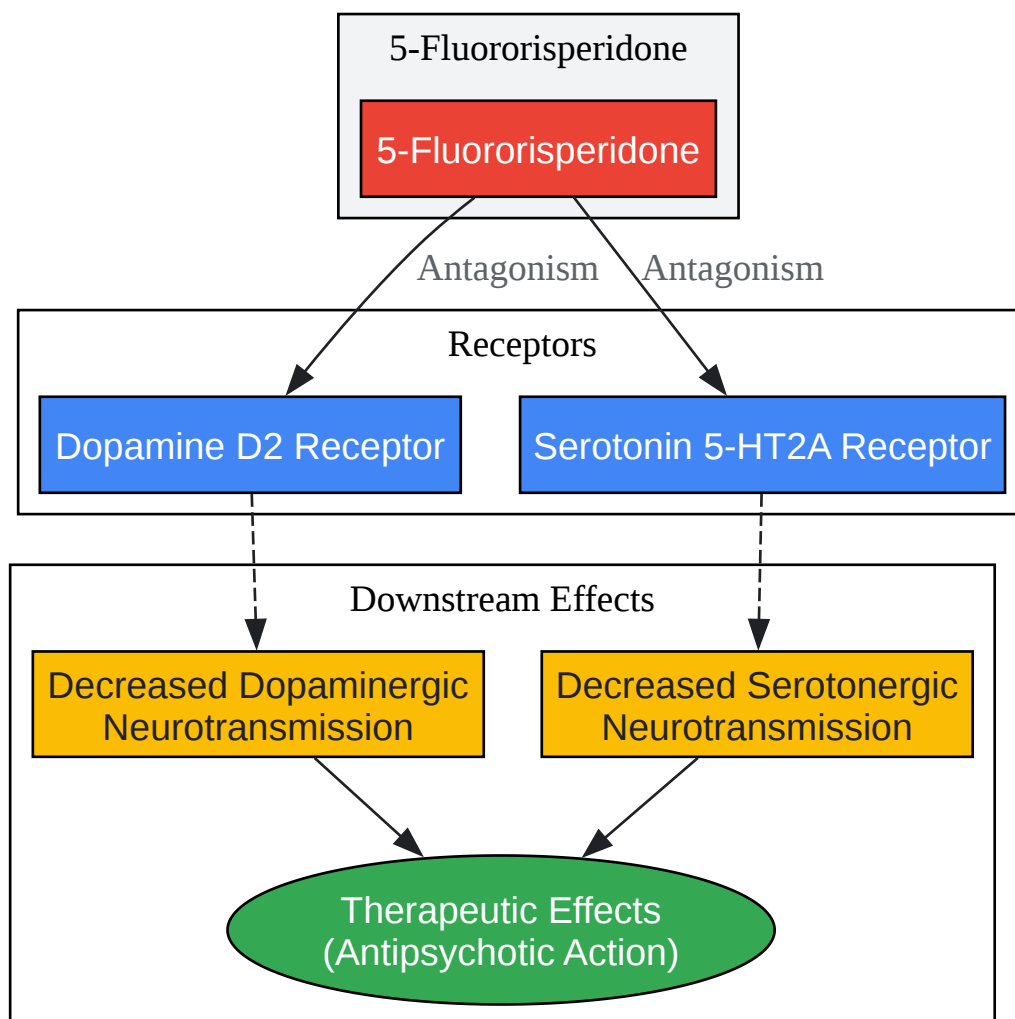 5-Fluororisperidone
5-Fluororisperidone
Antagonism
Antagonism
Receptors
Dopamine D2 Receptor
Serotonin 5-HT2A Receptor
Downstream Effects
Decreased Dopaminergic
Neurotransmission
Decreased Serotonergic
Neurotransmission
Therapeutic Effects
(Antipsychotic Action)